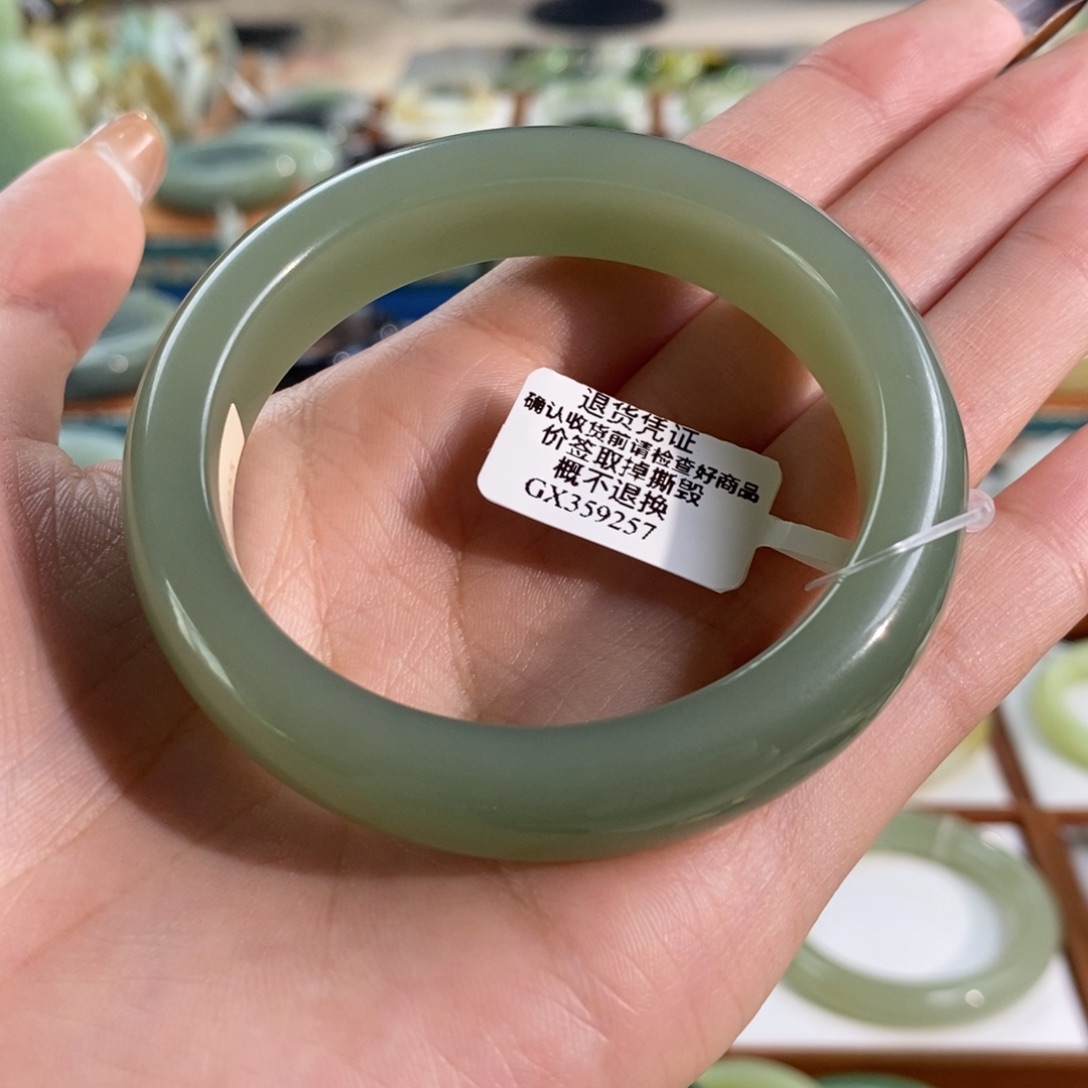 退货凭证
确认收货前请检查好商品
价签取掉撕毁
概不退换
GX359257